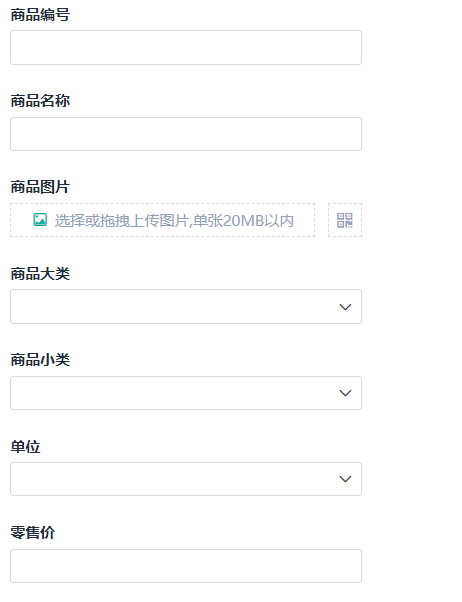 商品编号
商品名称
商品图片
选择或拖拽上传图片,单张20MB以内
商品大类
商品小类
单位
零售价